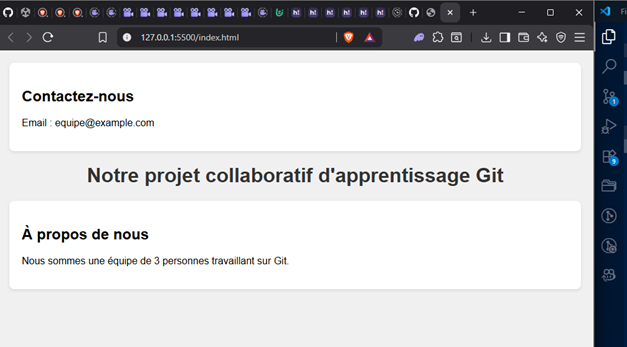 127.0.0.1:5500/index.html
Contactez-nous
Email : equipe@example.com
Notre projet collaboratif d'apprentissage Git
À propos de nous
Nous sommes une équipe de 3 personnes travaillant sur Git.